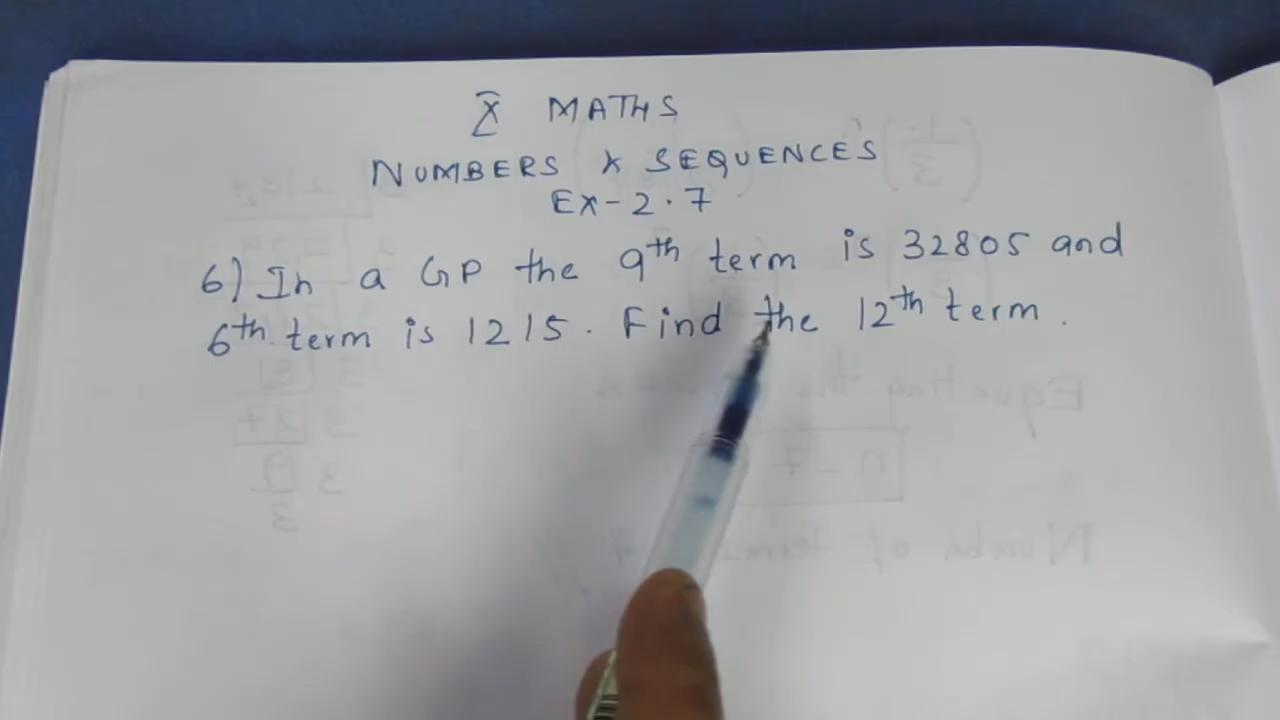 X MATHS
NUMBERS & SEQUENCES
EX-2.7
6) In a GP the 9th term is 32805 and
6th term is 1215. Find the 12th term.